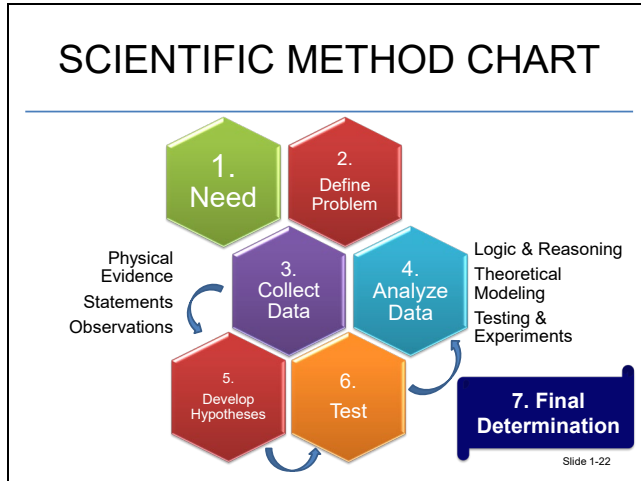 SCIENTIFIC METHOD CHART
1.
Need
2.
Define
Problem
Physical
Evidence
Statements
Observations
3.
Collect
Data
4.
Analyze
Data
Logic & Reasoning
Theoretical
Modeling
Testing &
Experiments
5.
Develop
Hypotheses
6.
Test
7. Final
Determination
Slide 1-22